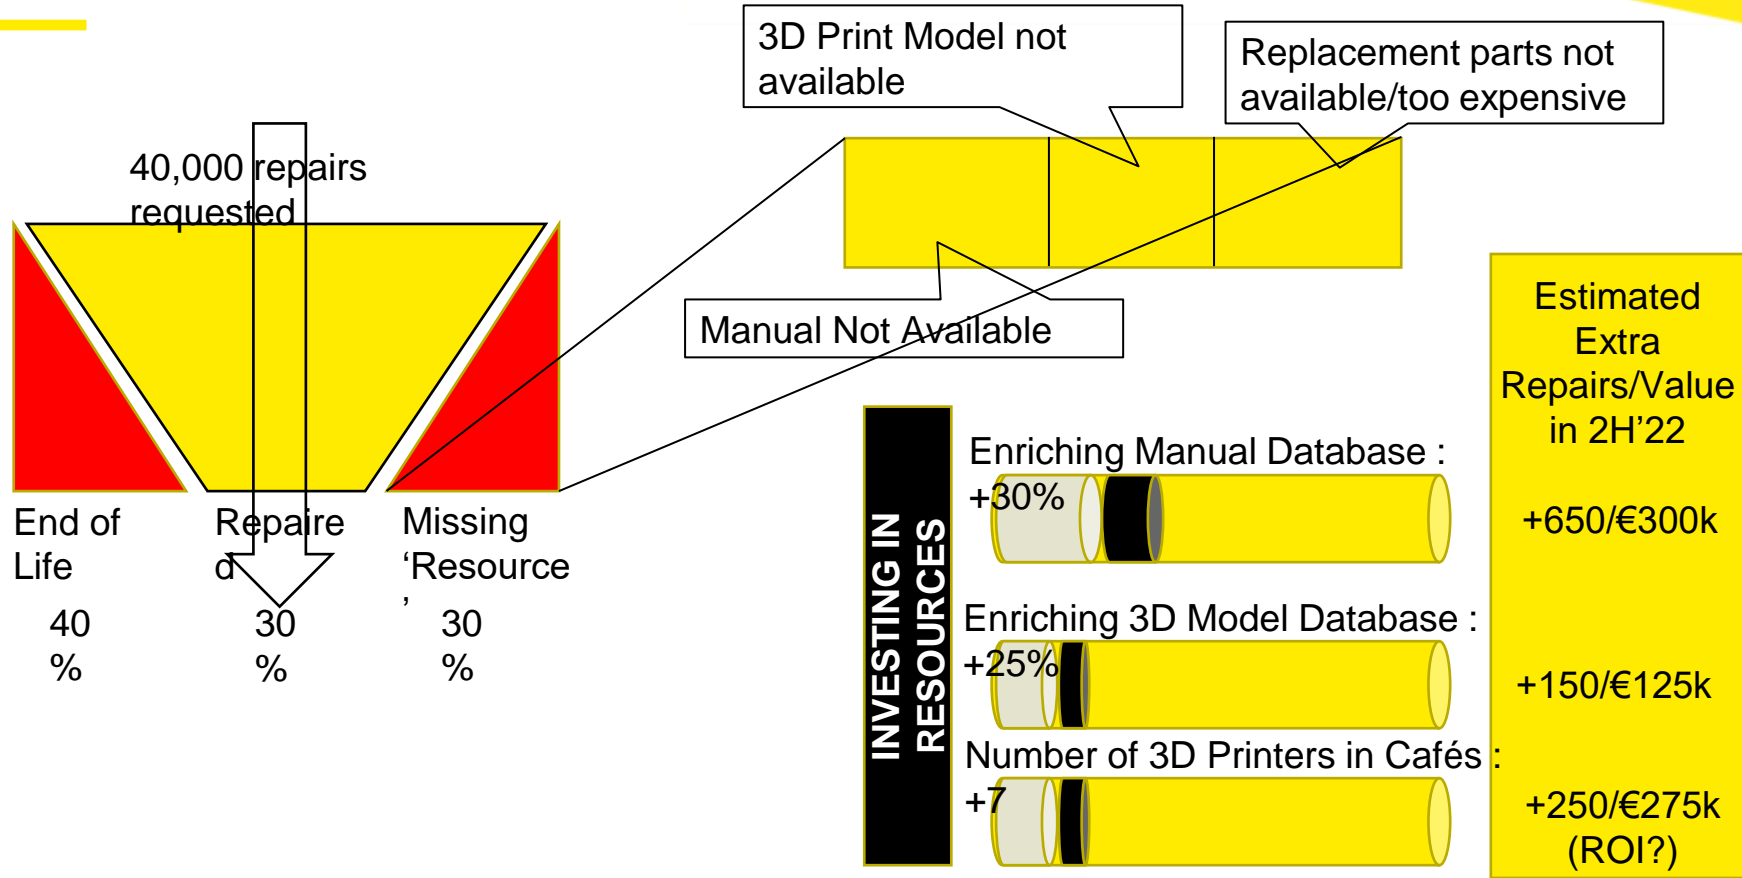 3D Print Model not
available
Replacement parts not
available/too expensive
40,000 repairs
requested
Manual Not Available
End of
Life
40
%
Repaire
d
30
%
Missing
‘Resource
’
30
%
INVESTING IN
RESOURCES
Enriching Manual Database :
+30%
Enriching 3D Model Database :
+25%
Number of 3D Printers in Cafés :
+7
Estimated
Extra
Repairs/Value
in 2H'22
+650/€300k
+150/€125k
+250/€275k
(ROI?)